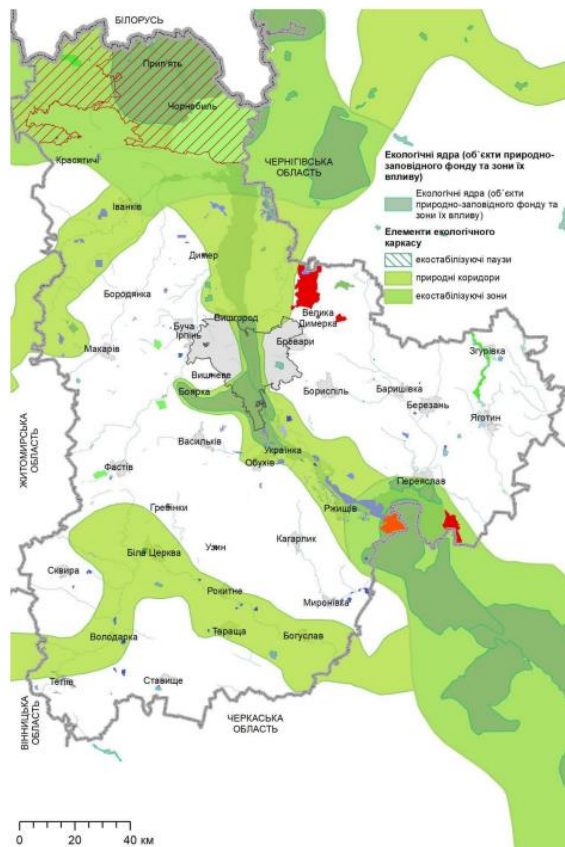 БІЛОРУСЬ
Прип'ять
Чорнобиль
Красятичі
ЧЕРНІГІВСЬКА
ОБЛАСТЬ
Іванків
Димер
Бородянка
Вишгород
Велика
Димерка
Буча
Ірпінь
Бровари
Макарів
Вишневе
Згурівка
Боярка
Бориспіль
Баришівка
Березань
Яготин
ЖИТОМИРСЬКА
ОБЛАСТЬ
Васильків
Українка
Обухів
Фастів
Переяслав
Ржищів
Гребінки
Кагарлик
Біла Церква
Узин
Сквира
Рокитне
Миронівка
Володарка
Тараща
Богуслав
Тетіїв
Ставище
ВІННИЦЬКА
ОБЛАСТЬ
ЧЕРКАСЬКА
ОБЛАСТЬ
Екологічні ядра (об`єкти природно-
заповідного фонду та зони їх
впливу)
Екологічні ядра (об`єкти
природно-заповідного фонду та
зони їх впливу)
Елементи екологічного
каркасу
екостабілізуючі паузи
природні коридори
екостабілізуючі зони
0 20 40 км